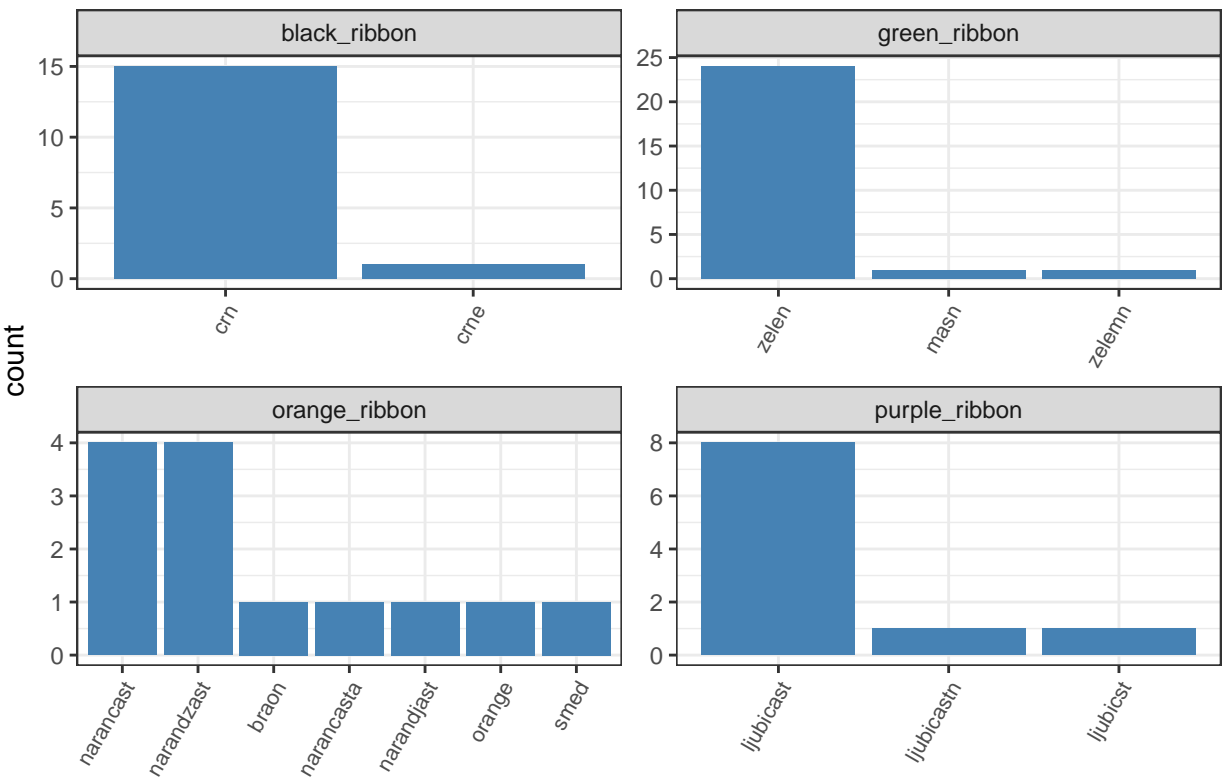 black_ribbon
green_ribbon
15
10
5
0
25
20
15
10
5
0
crn
crne
zelen
masn
zelemn
count
orange_ribbon
purple_ribbon
4
3
2
1
0
8
6
4
2
0
narancast
narandzast
braon
narancasta
narandjast
orange
smed
ljubicast
ljubicastn
ljubicst